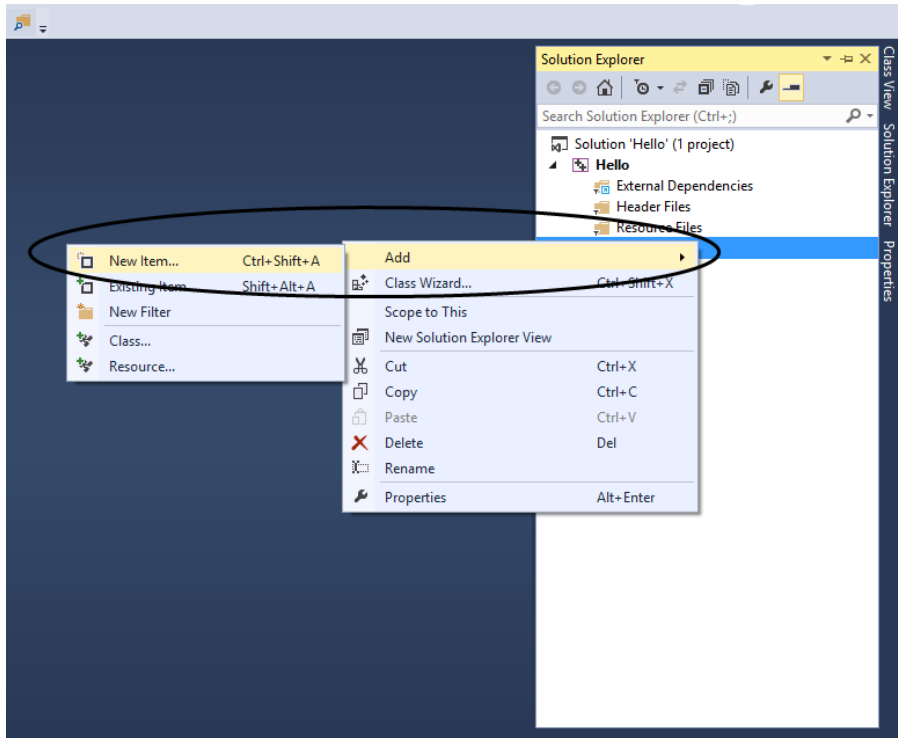 Solution Explorer
Search Solution Explorer (Ctrl+;)
Solution 'Hello' (1 project)
Hello
External Dependencies
Header Files
Resource Files
New Item... Ctrl+Shift+A
Existing Item... Shift+Alt+A
New Filter
Class...
Resource...
Add
Class Wizard... Ctrl+Shift+X
Scope to This
New Solution Explorer View
Cut Ctrl+X
Copy Ctrl+C
Paste Ctrl+V
Delete Del
Rename
Properties Alt+Enter
Class View
Solution Explorer
Properties